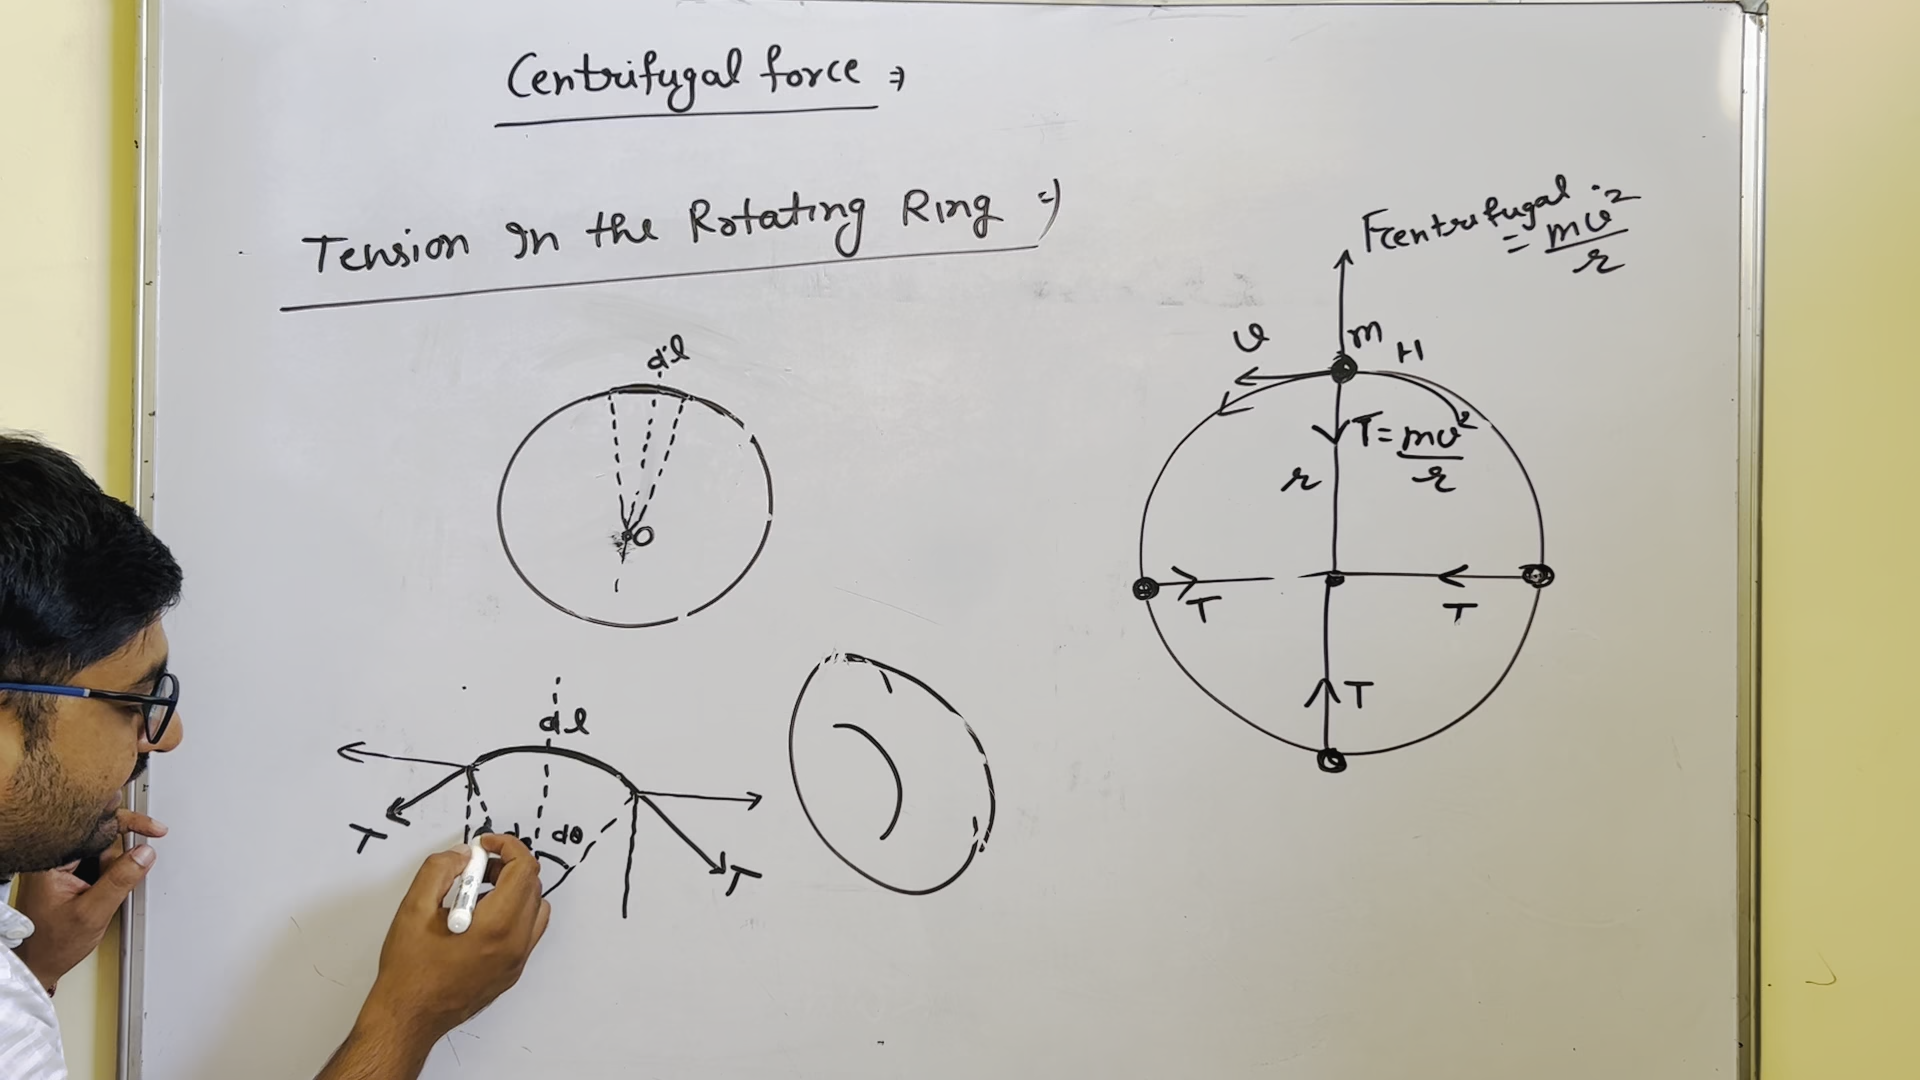 Centrifugal force ⇒
Tension In the Rotating Ring ⇒
Fcentrifugal
= mv²
r
dl
v
m
T = mv²
r
r
O
T
T
T
dl
dθ
T
T